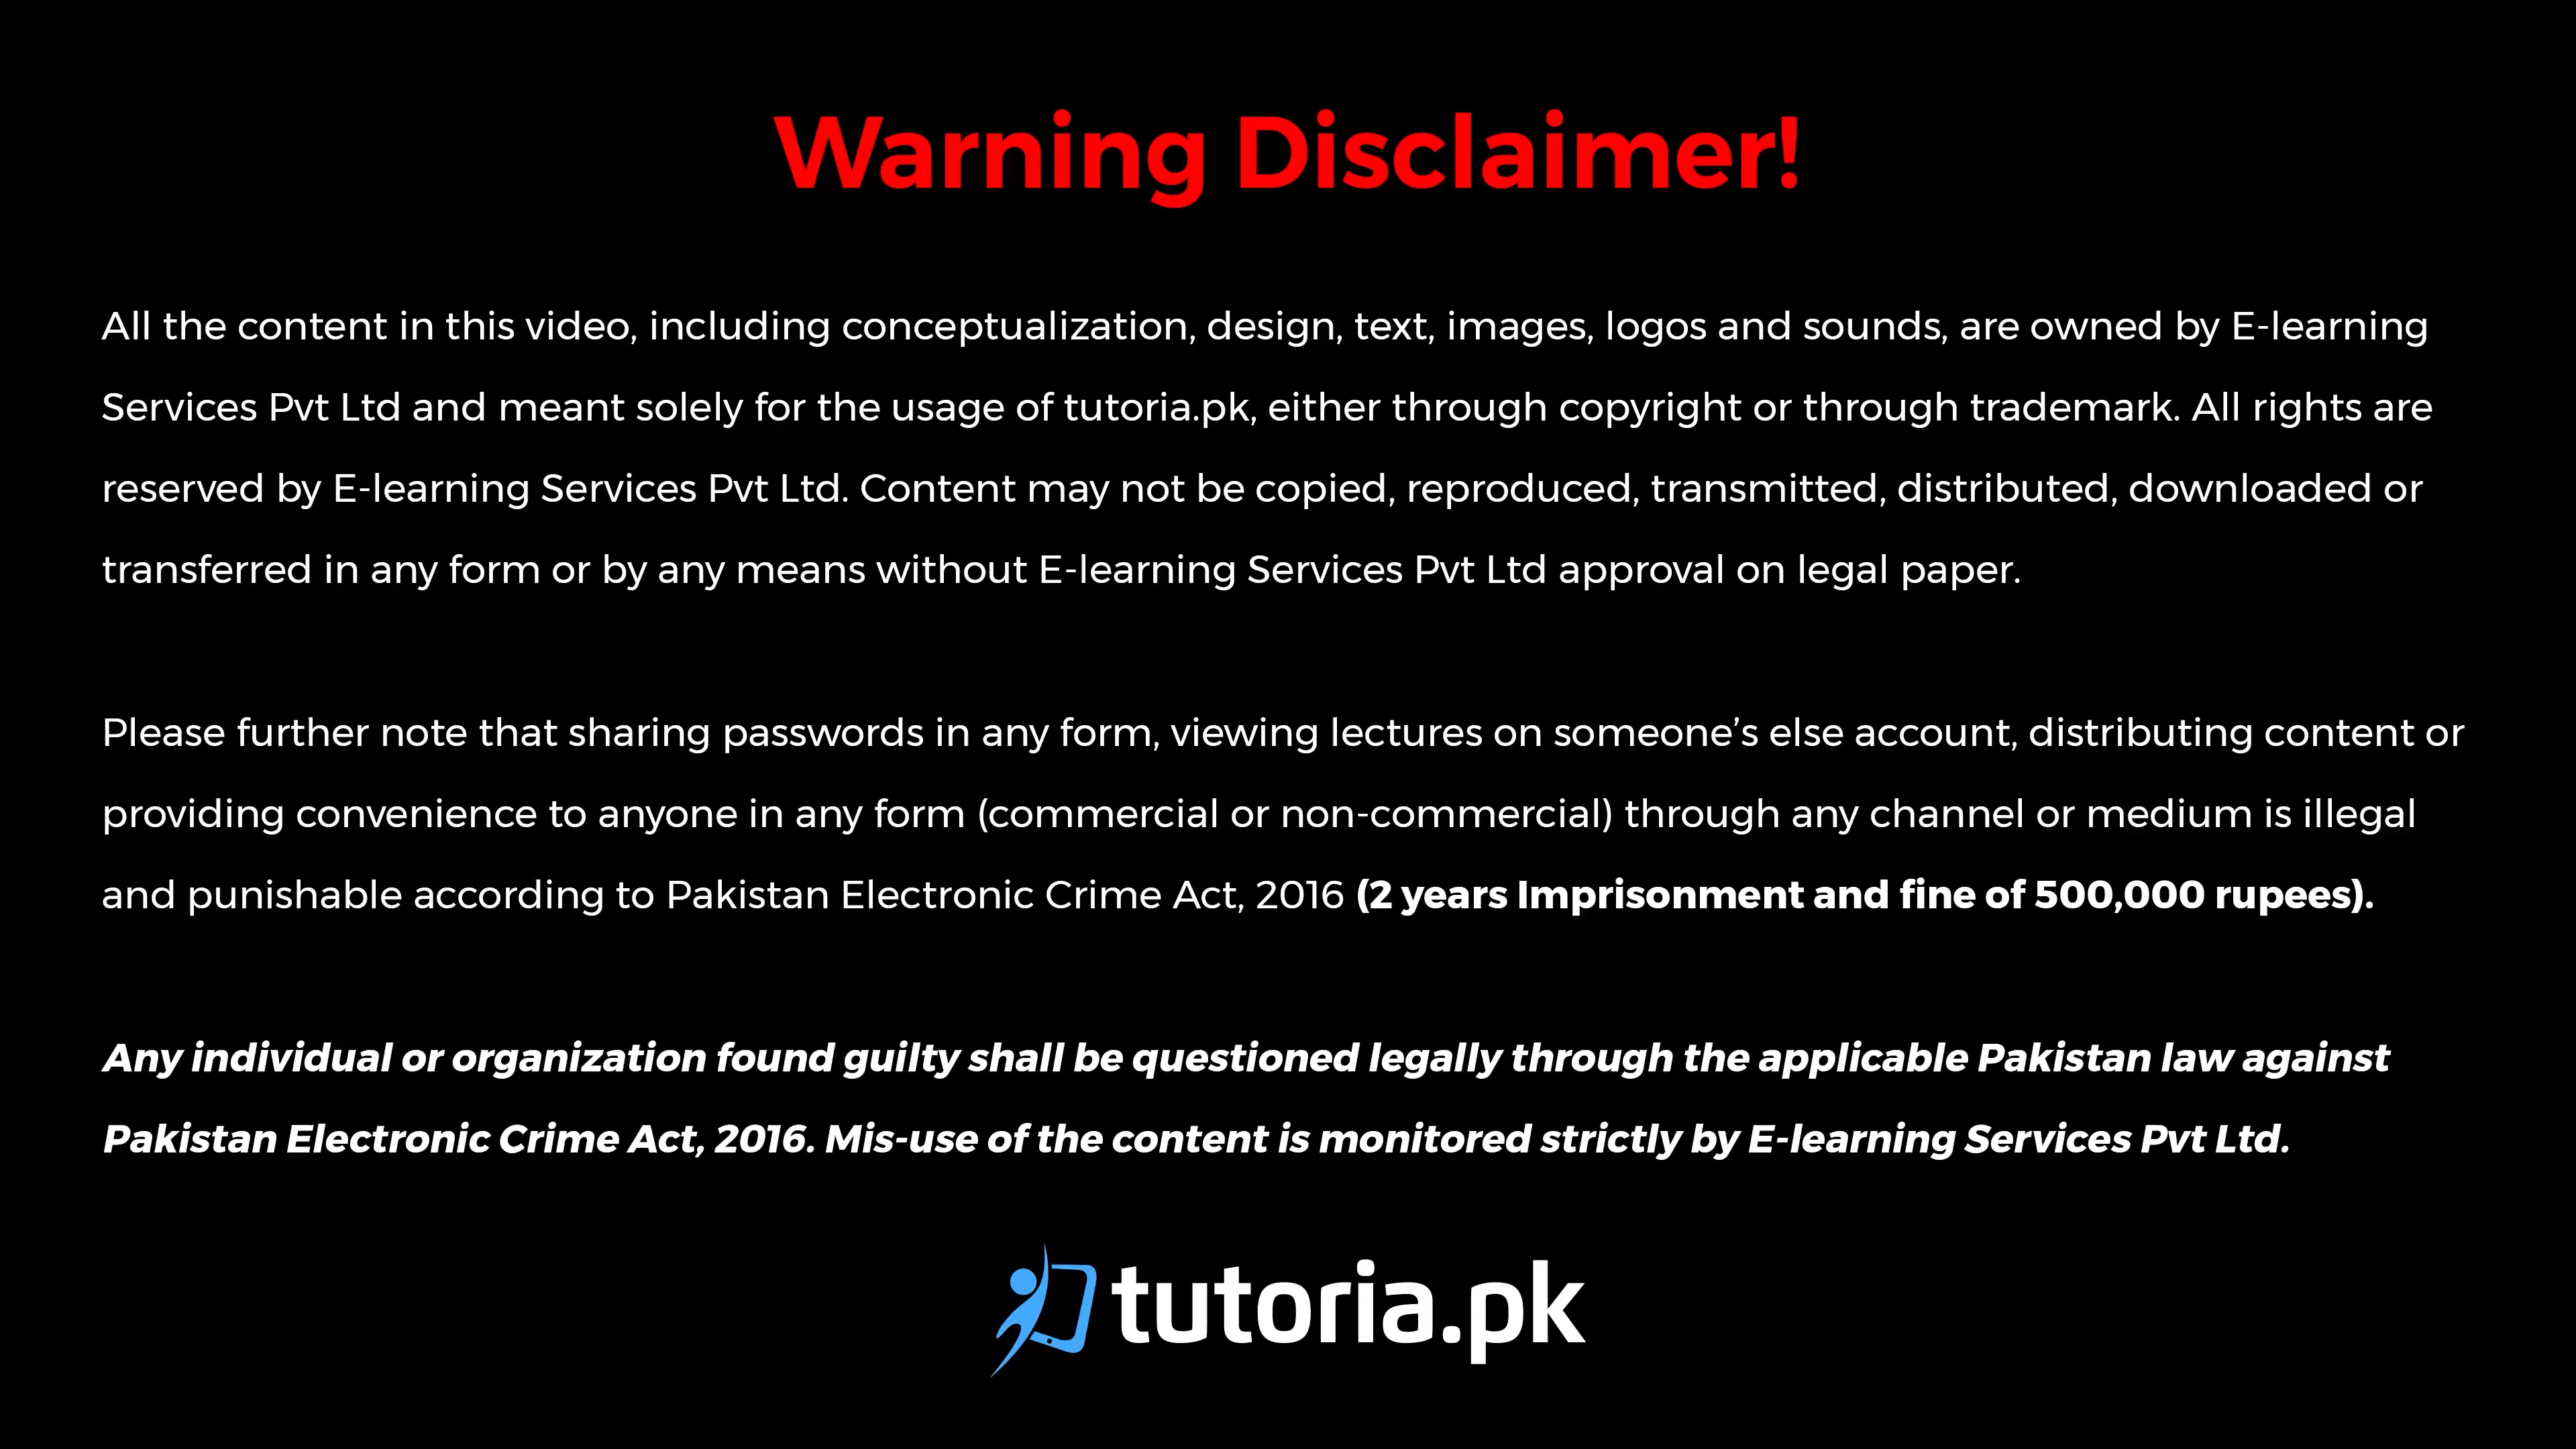 Warning Disclaimer!
All the content in this video, including conceptualization, design, text, images, logos and sounds, are owned by E-learning
Services Pvt Ltd and meant solely for the usage of tutoria.pk, either through copyright or through trademark. All rights are
reserved by E-learning Services Pvt Ltd. Content may not be copied, reproduced, transmitted, distributed, downloaded or
transferred in any form or by any means without E-learning Services Pvt Ltd approval on legal paper.
Please further note that sharing passwords in any form, viewing lectures on someone’s else account, distributing content or
providing convenience to anyone in any form (commercial or non-commercial) through any channel or medium is illegal
and punishable according to Pakistan Electronic Crime Act, 2016 (2 years Imprisonment and fine of 500,000 rupees).
Any individual or organization found guilty shall be questioned legally through the applicable Pakistan law against
Pakistan Electronic Crime Act, 2016. Mis-use of the content is monitored strictly by E-learning Services Pvt Ltd.
tutoria.pk